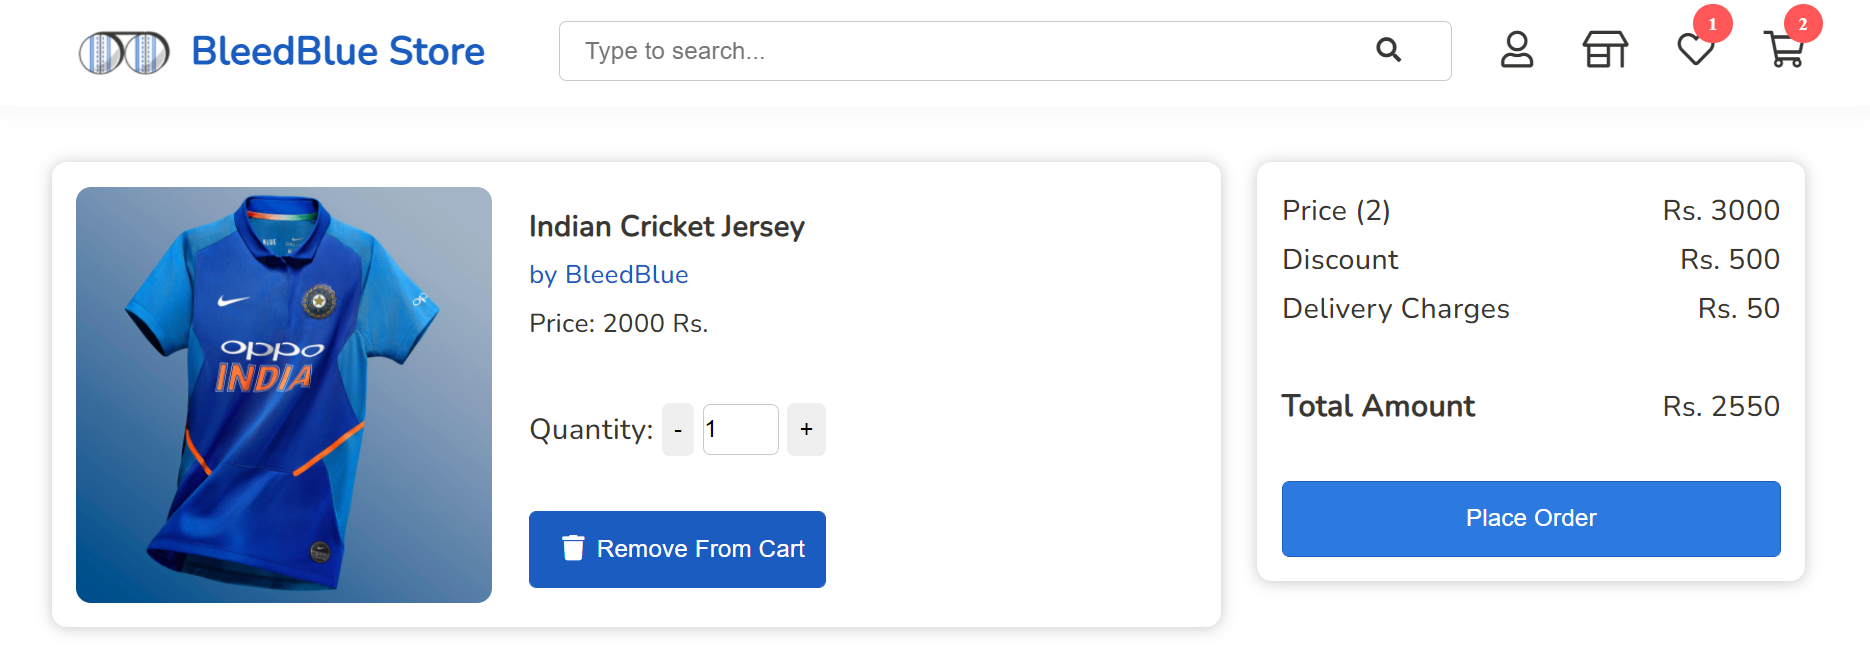 BleedBlue Store
Type to search...
1
2
BLUE
oppo
INDIA
Indian Cricket Jersey
by BleedBlue
Price: 2000 Rs.
Quantity: - 1 +
Remove From Cart
Price (2) Rs. 3000
Discount Rs. 500
Delivery Charges Rs. 50
Total Amount Rs. 2550
Place Order